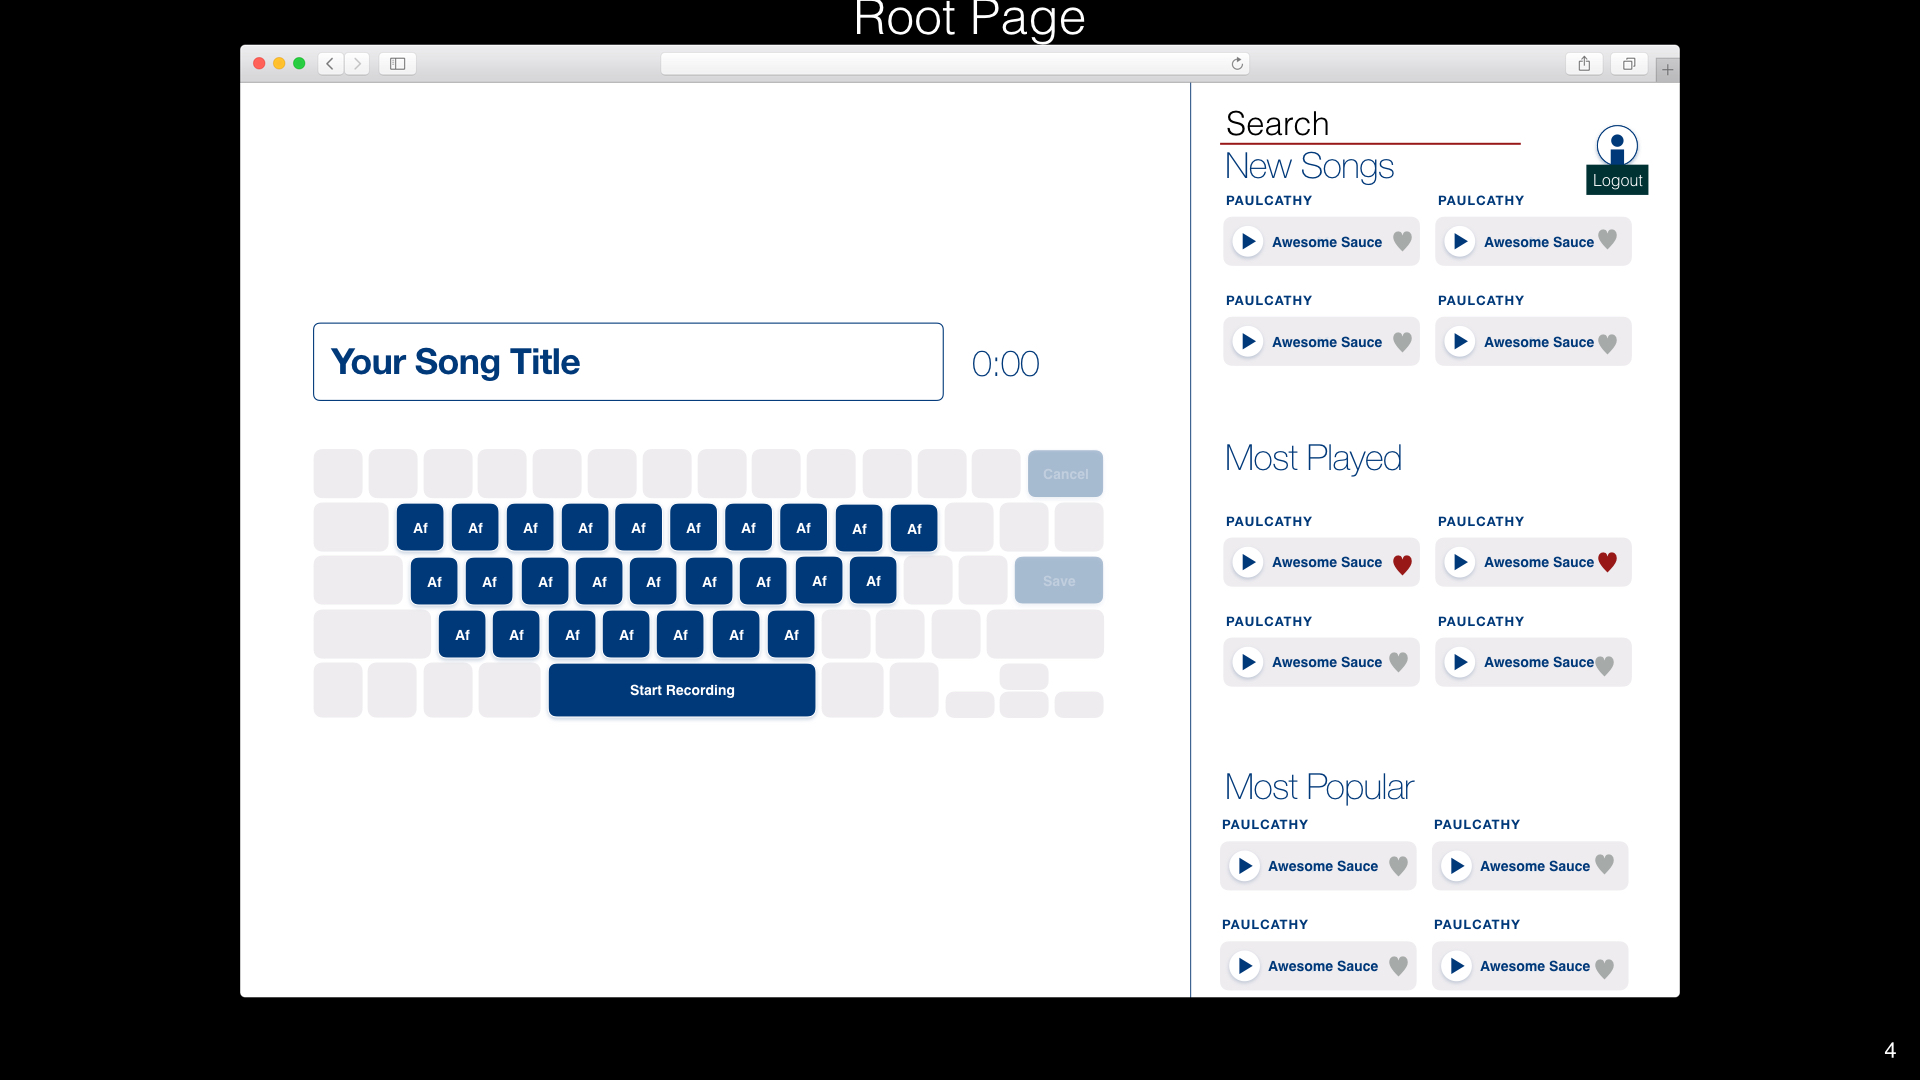 Root Page
Your Song Title
0:00
Cancel
Af Af Af Af Af Af Af Af Af Af
Af Af Af Af Af Af Af Af Af
Save
Af Af Af Af Af Af Af
Start Recording
Search
Logout
New Songs
PAULCATHY PAULCATHY
Awesome Sauce Awesome Sauce
PAULCATHY PAULCATHY
Awesome Sauce Awesome Sauce
Most Played
PAULCATHY PAULCATHY
Awesome Sauce Awesome Sauce
PAULCATHY PAULCATHY
Awesome Sauce Awesome Sauce
Most Popular
PAULCATHY PAULCATHY
Awesome Sauce Awesome Sauce
PAULCATHY PAULCATHY
Awesome Sauce Awesome Sauce
4